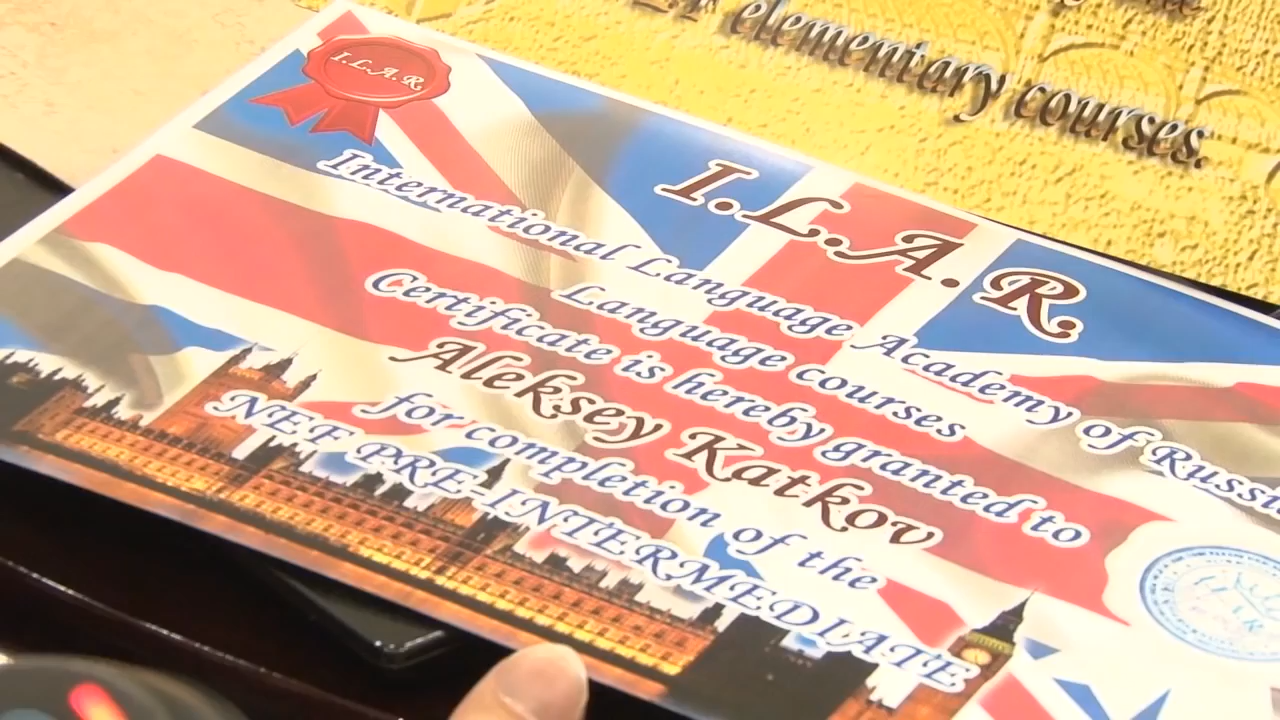 elementary courses.
I.L.A.R.
I.L.A.R.
International Language Academy of Russi
Language courses
Certificate is hereby granted to
Aleksey Katkov
for completion of the
NEF PRE-INTERMEDIATE